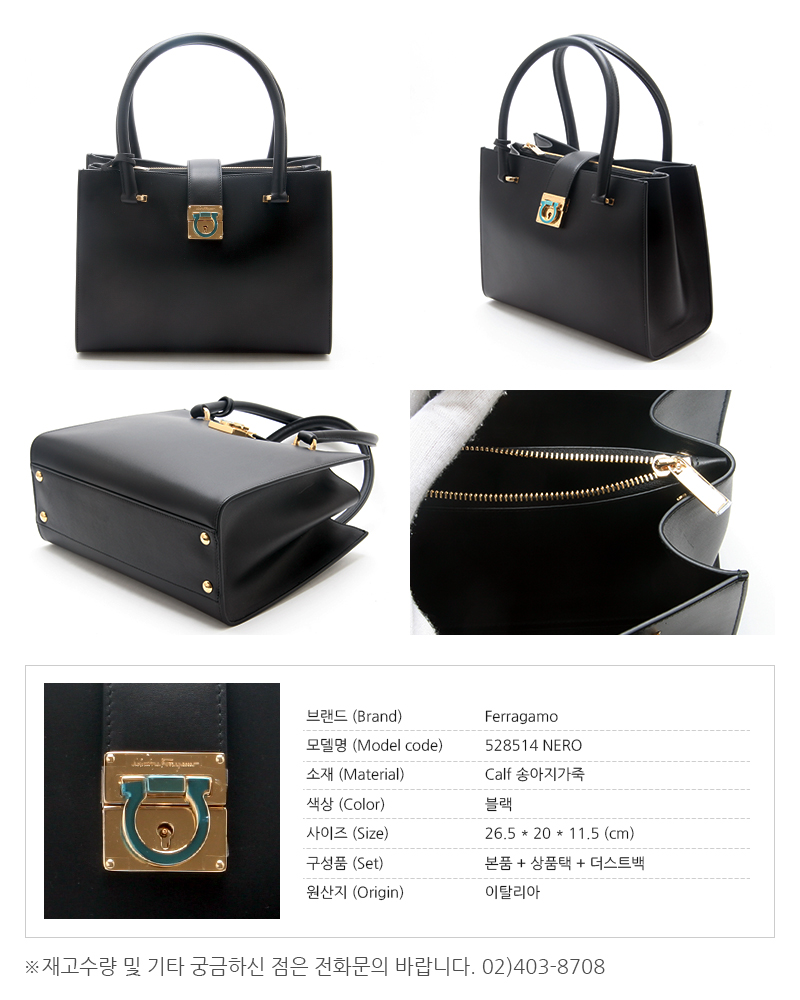 Salvatore Ferragamo
브랜드 (Brand) Ferragamo
모델명 (Model code) 528514 NERO
소재 (Material) Calf 송아지가죽
색상 (Color) 블랙
사이즈 (Size) 26.5 * 20 * 11.5 (cm)
구성품 (Set) 본품 + 상품택 + 더스트백
원산지 (Origin) 이탈리아
※재고수량 및 기타 궁금하신 점은 전화문의 바랍니다. 02)403-8708